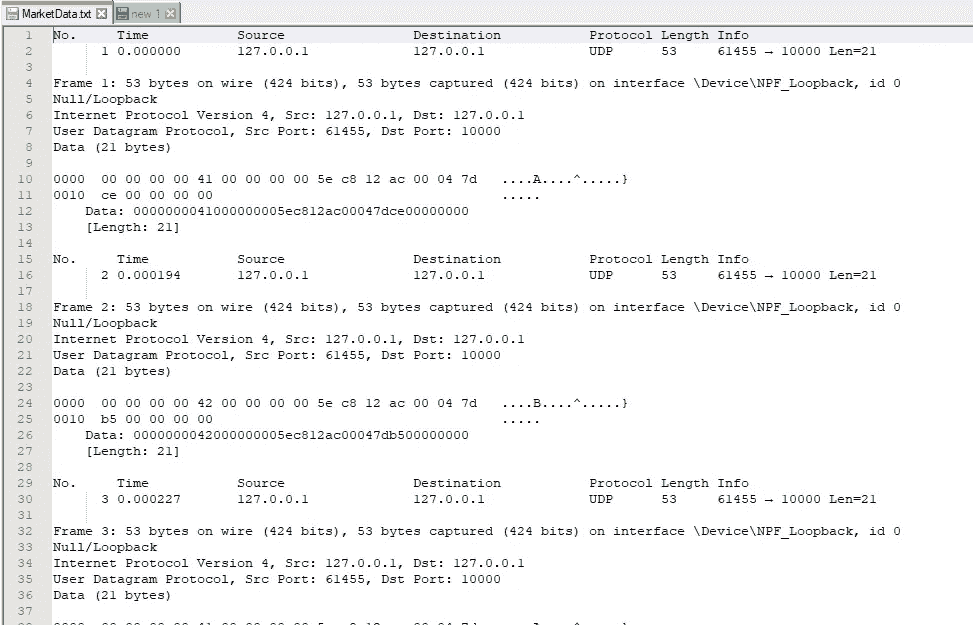 MarketData.txt new 1
1 No. Time Source Destination Protocol Length Info
2 1 0.000000 127.0.0.1 127.0.0.1 UDP 53 61455 → 10000 Len=21
3
4 Frame 1: 53 bytes on wire (424 bits), 53 bytes captured (424 bits) on interface \Device\NPF_Loopback, id 0
5 Null/Loopback
6 Internet Protocol Version 4, Src: 127.0.0.1, Dst: 127.0.0.1
7 User Datagram Protocol, Src Port: 61455, Dst Port: 10000
8 Data (21 bytes)
9
10 0000 00 00 00 00 41 00 00 00 00 5e c8 12 ac 00 04 7d ....A....^.....}
11 0010 ce 00 00 00 00 .....
12 Data: 0000000041000000005ec812ac00047dce00000000
13 [Length: 21]
14
15 No. Time Source Destination Protocol Length Info
16 2 0.000194 127.0.0.1 127.0.0.1 UDP 53 61455 → 10000 Len=21
17
18 Frame 2: 53 bytes on wire (424 bits), 53 bytes captured (424 bits) on interface \Device\NPF_Loopback, id 0
19 Null/Loopback
20 Internet Protocol Version 4, Src: 127.0.0.1, Dst: 127.0.0.1
21 User Datagram Protocol, Src Port: 61455, Dst Port: 10000
22 Data (21 bytes)
23
24 0000 00 00 00 00 42 00 00 00 00 5e c8 12 ac 00 04 7d ....B....^.....}
25 0010 b5 00 00 00 00 .....
26 Data: 0000000042000000005ec812ac00047db500000000
27 [Length: 21]
28
29 No. Time Source Destination Protocol Length Info
30 3 0.000227 127.0.0.1 127.0.0.1 UDP 53 61455 → 10000 Len=21
31
32 Frame 3: 53 bytes on wire (424 bits), 53 bytes captured (424 bits) on interface \Device\NPF_Loopback, id 0
33 Null/Loopback
34 Internet Protocol Version 4, Src: 127.0.0.1, Dst: 127.0.0.1
35 User Datagram Protocol, Src Port: 61455, Dst Port: 10000
36 Data (21 bytes)
37